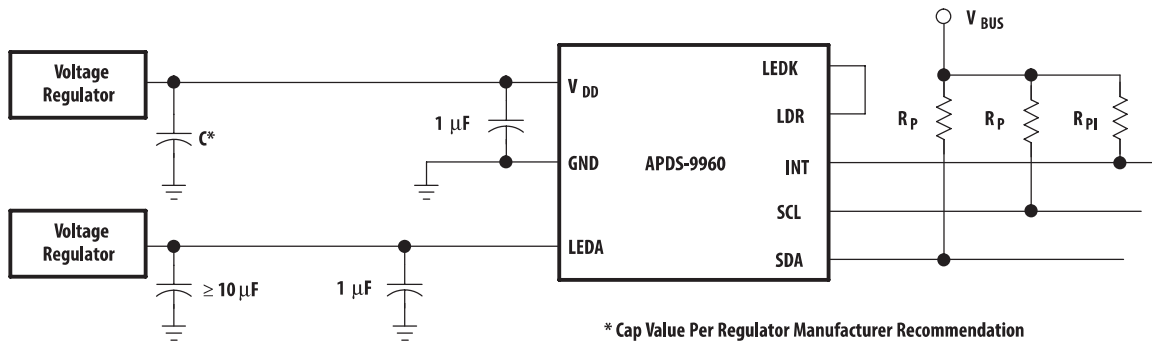 V BUS
Voltage
Regulator
C*
1 μF
V DD
GND
LEDA
APDS-9960
LEDK
LDR
INT
SCL
SDA
R P
R P
R PI
Voltage
Regulator
≥ 10 μF
1 μF
* Cap Value Per Regulator Manufacturer Recommendation